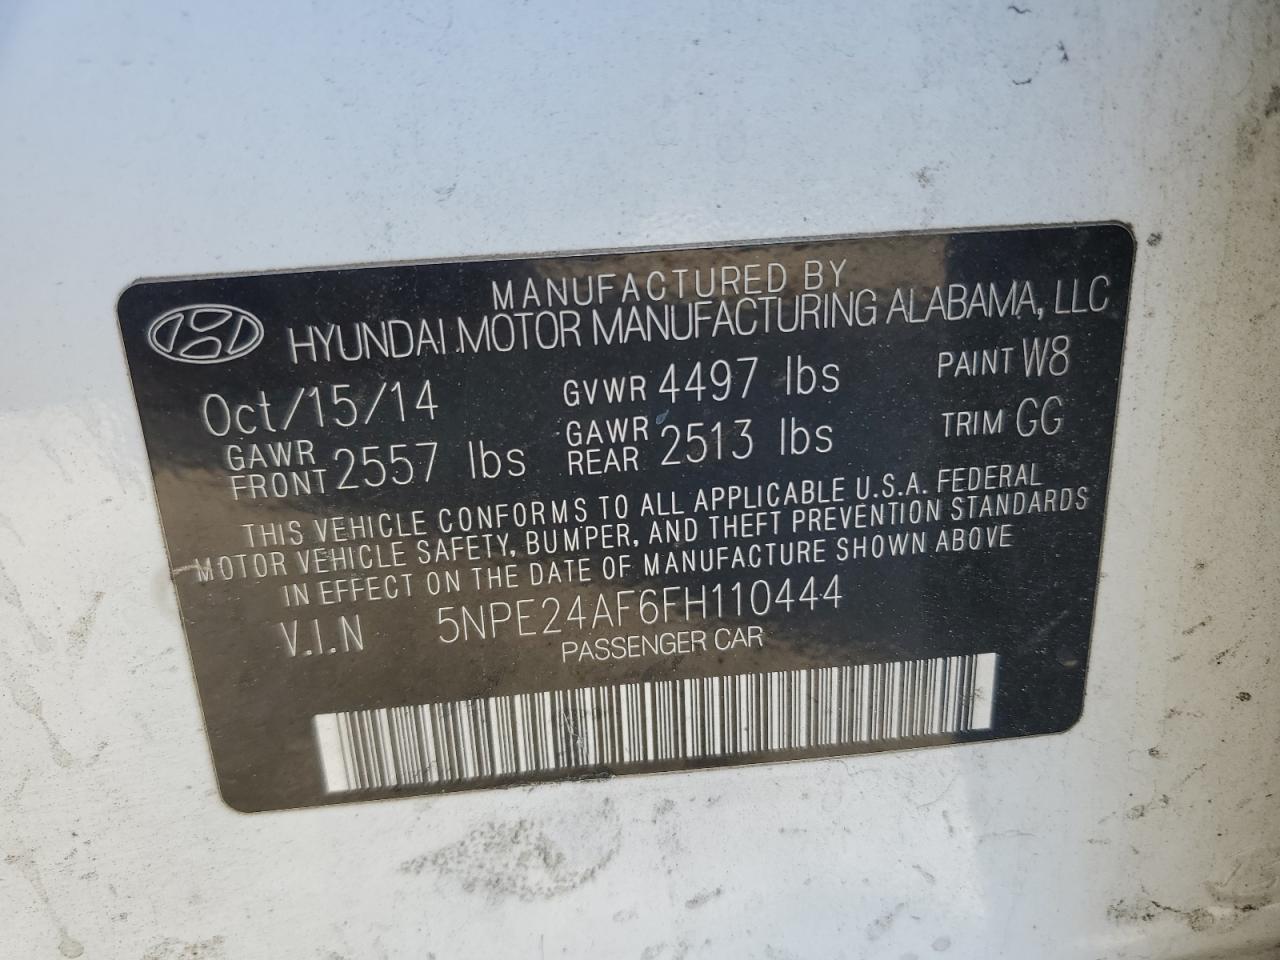 MANUFACTURED BY
HYUNDAI MOTOR MANUFACTURING ALABAMA, LLC
Oct/15/14 GVWR 4497 lbs PAINT W8
GAWR FRONT 2557 lbs GAWR REAR 2513 lbs TRIM GG
THIS VEHICLE CONFORMS TO ALL APPLICABLE U.S.A. FEDERAL
MOTOR VEHICLE SAFETY, BUMPER, AND THEFT PREVENTION STANDARDS
IN EFFECT ON THE DATE OF MANUFACTURE SHOWN ABOVE
V.I.N 5NPE24AF6FH110444
PASSENGER CAR